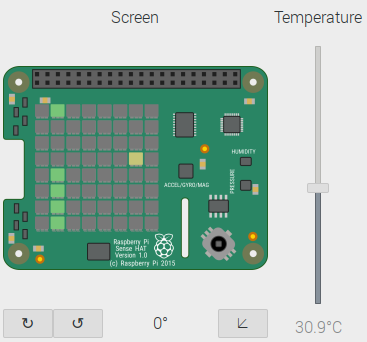 Screen
Temperature
HUMIDITY
PRESSURE
ACCEL/GYRO/MAG
Raspberry Pi
Sense HAT
Version 1.0
(c) Raspberry Pi 2015
0°
30.9°C